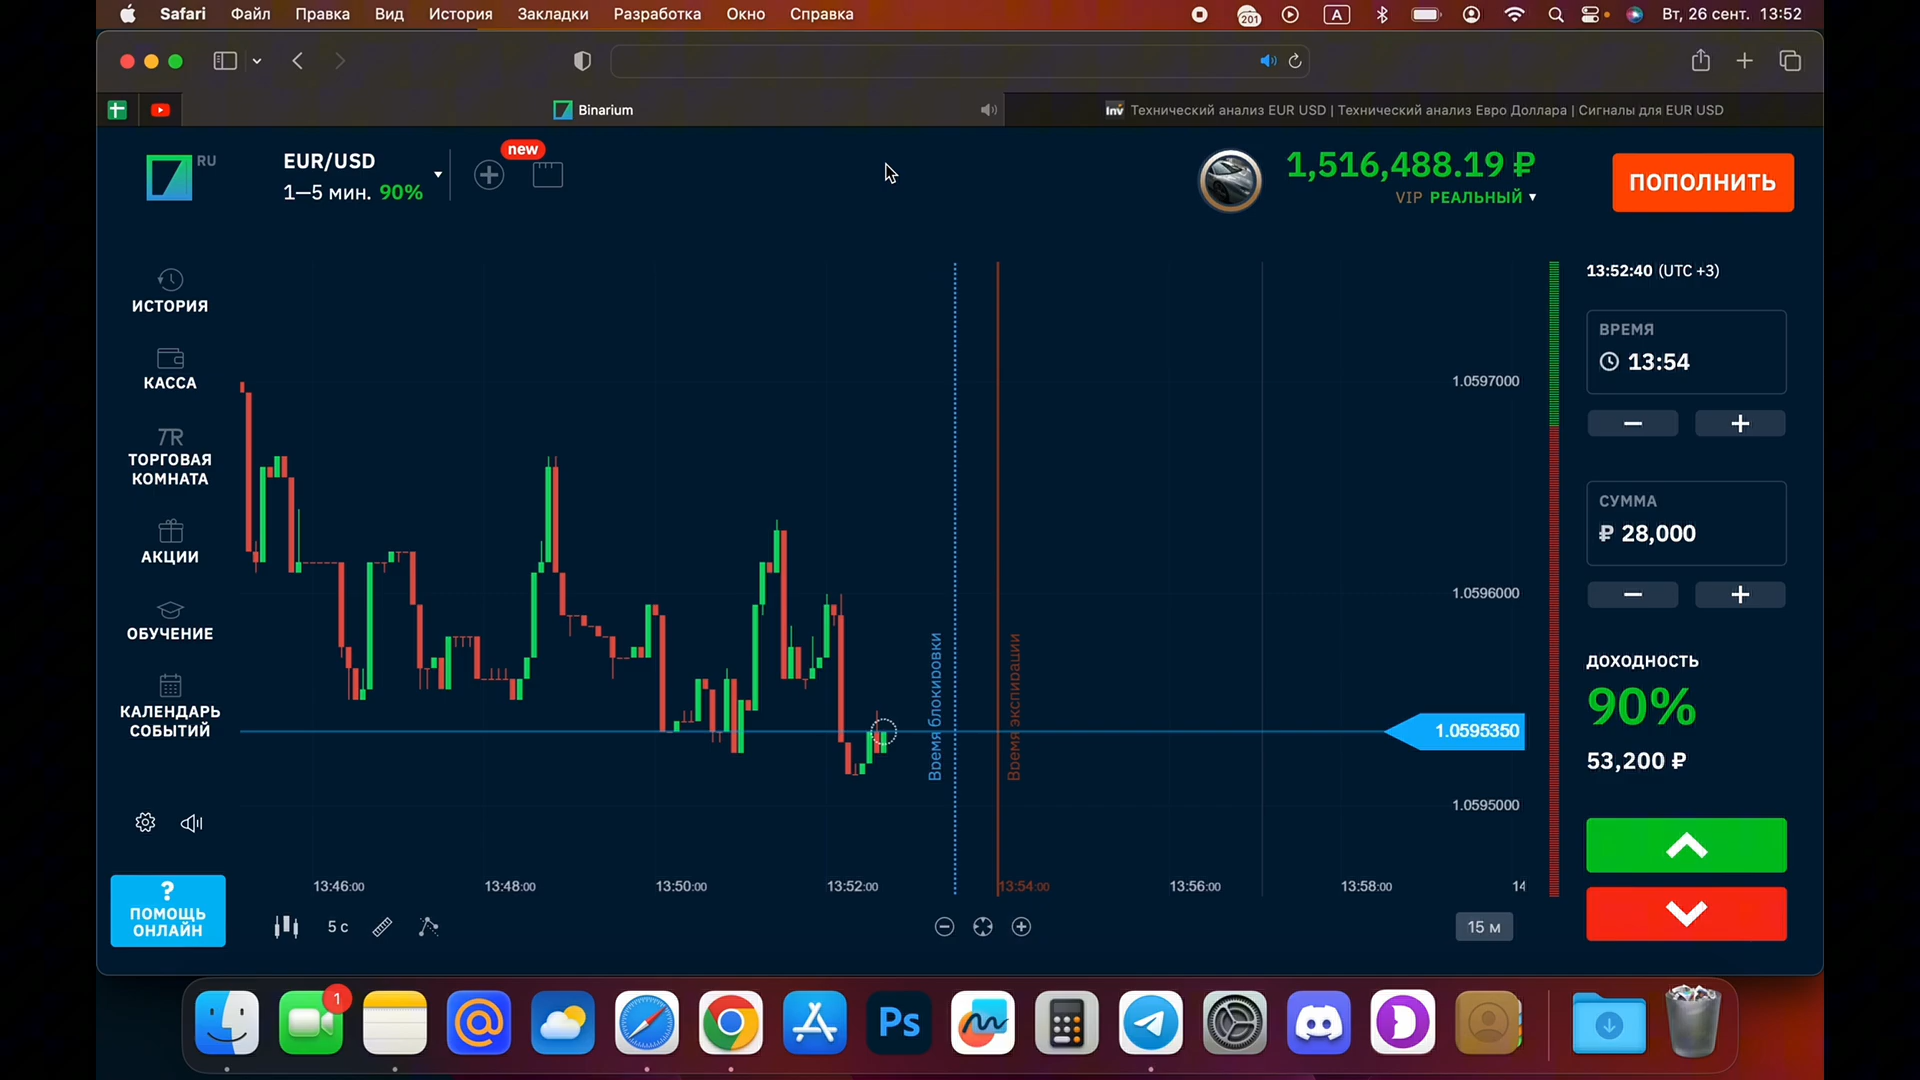 Safari Файл Правка Вид История Закладки Разработка Окно Справка
201 A Вт, 26 сент. 13:52
Binarium
Inv Технический анализ EUR USD | Технический анализ Евро Доллара | Сигналы для EUR USD
RU
EUR/USD
1—5 мин. 90%
new
1,516,488.19 ₽
VIP РЕАЛЬНЫЙ
ПОПОЛНИТЬ
ИСТОРИЯ
КАССА
TR
ТОРГОВАЯ
КОМНАТА
АКЦИИ
ОБУЧЕНИЕ
КАЛЕНДАРЬ
СОБЫТИЙ
?
ПОМОЩЬ
ОНЛАЙН
Время блокировки
Время экспирации
1.0597000
1.0596000
1.0595350
1.0595000
13:46:00 13:48:00 13:50:00 13:52:00 13:54:00 13:56:00 13:58:00 14
5 с
15 м
13:52:40 (UTC +3)
ВРЕМЯ
13:54
СУММА
₽ 28,000
ДОХОДНОСТЬ
90%
53,200 ₽
1
Ps